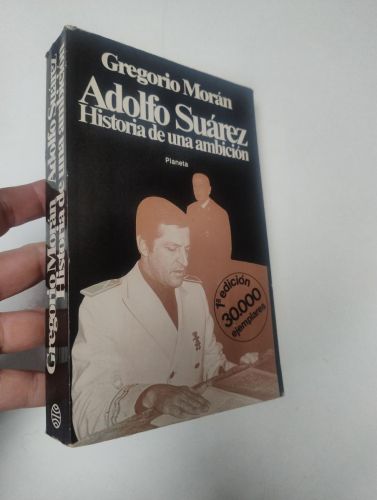 Gregorio Morán
Adolfo Suárez
Historia de una ambición
Planeta
1ª edición
30.000
ejemplares
Gregorio Morán Adolfo Suárez
Historia de una ambición